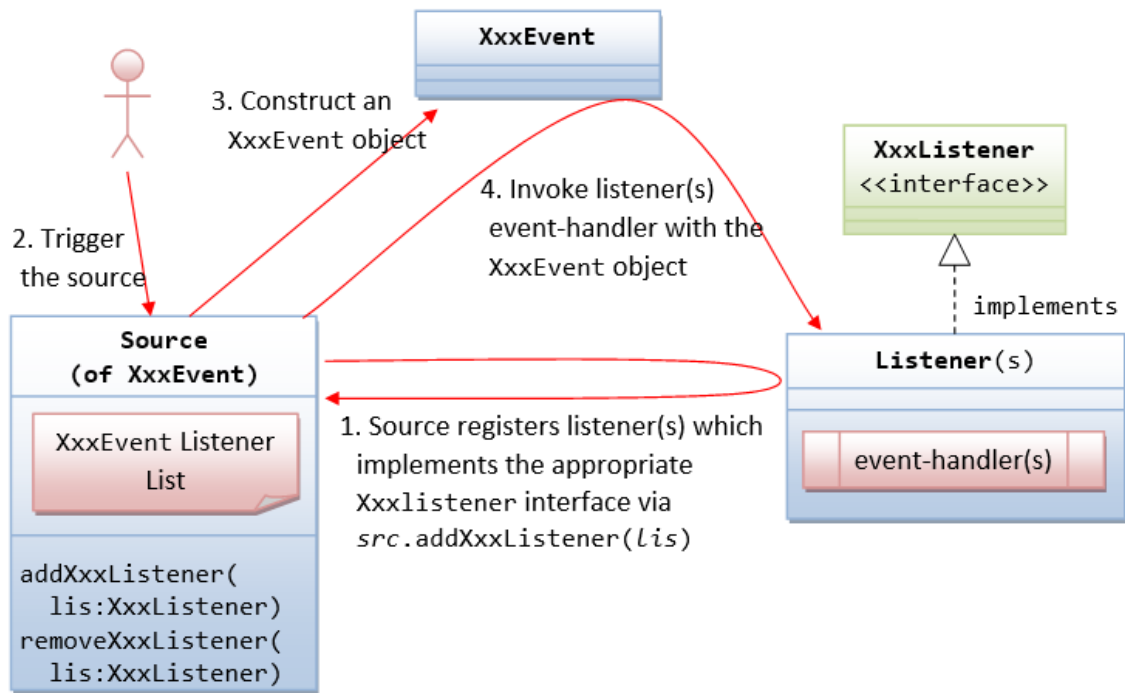 XxxEvent
3. Construct an
XxxEvent object
XxxListener
<<interface>>
4. Invoke listener(s)
event-handler with the
XxxEvent object
2. Trigger
the source
implements
Source
(of XxxEvent)
Listener(s)
XxxEvent Listener
List
event-handler(s)
1. Source registers listener(s) which
implements the appropriate
Xxxlistener interface via
src.addXxxListener(lis)
addXxxListener(
lis:XxxListener)
removeXxxListener(
lis:XxxListener)